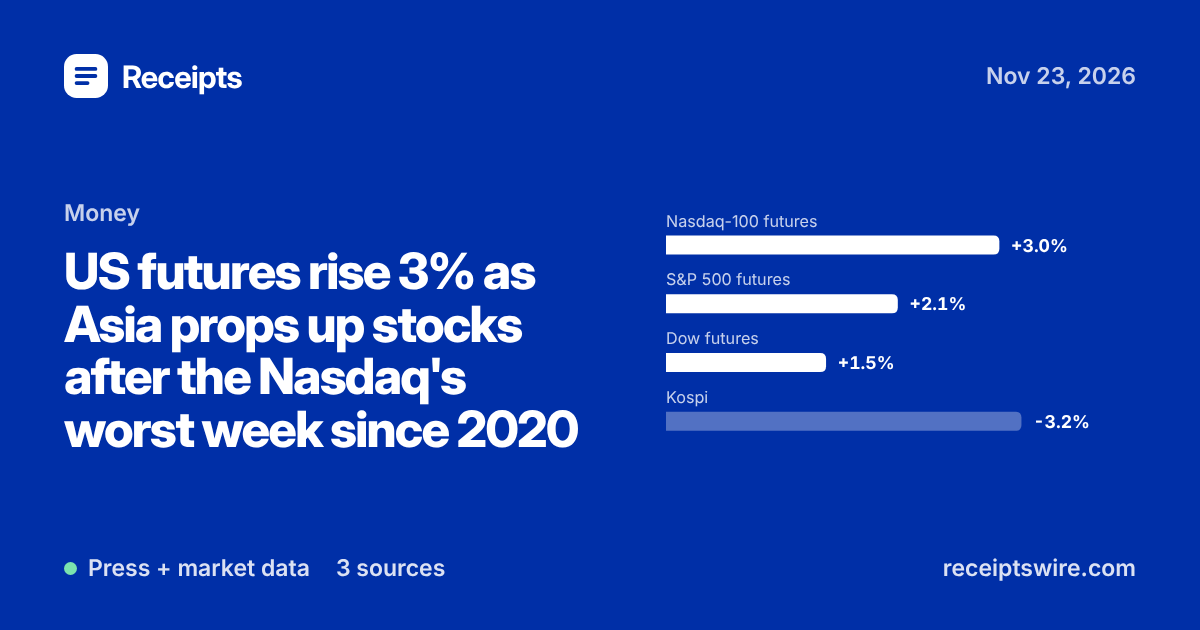 Receipts
Nov 23, 2026
Money
US futures rise 3% as
Asia props up stocks
after the Nasdaq's
worst week since 2020
Nasdaq-100 futures
+3.0%
S&P 500 futures
+2.1%
Dow futures
+1.5%
Kospi
-3.2%
Press + market data
3 sources
receiptswire.com